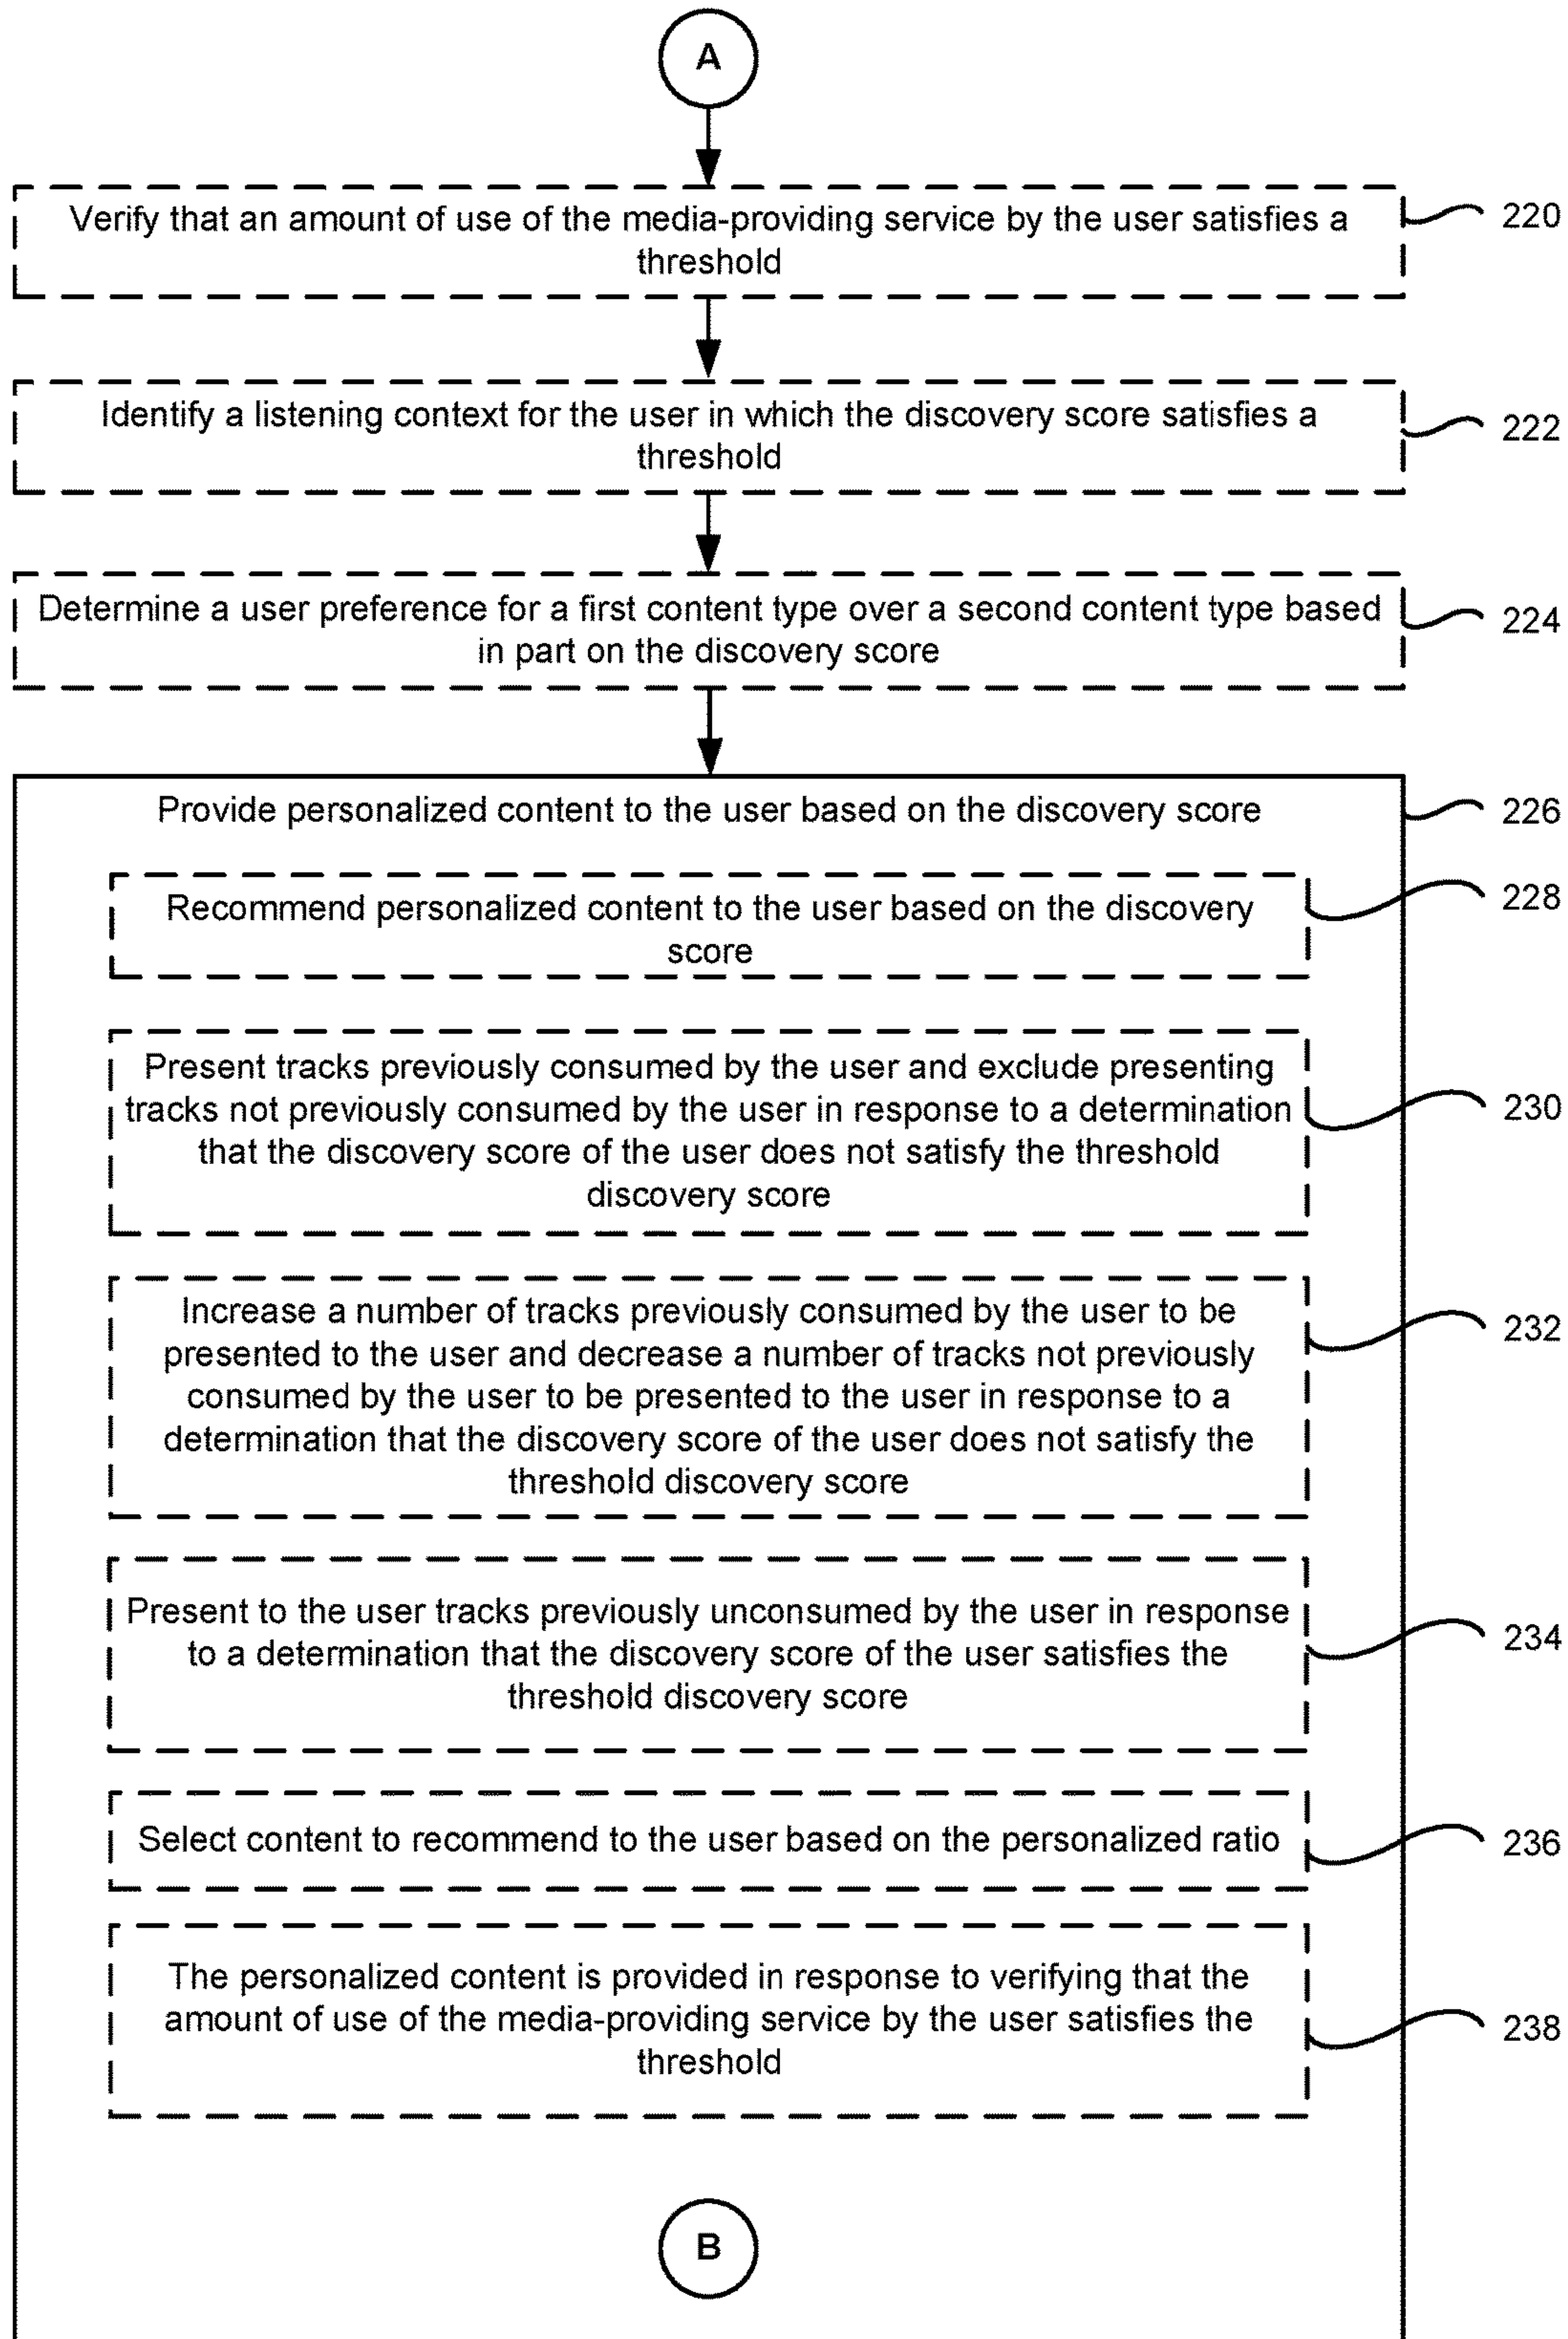 A
Verify that an amount of use of the media-providing service by the user satisfies a
threshold
220
Identify a listening context for the user in which the discovery score satisfies a
threshold
222
Determine a user preference for a first content type over a second content type based
in part on the discovery score
224
Provide personalized content to the user based on the discovery score
226
Recommend personalized content to the user based on the discovery
score
228
Present tracks previously consumed by the user and exclude presenting
tracks not previously consumed by the user in response to a determination
that the discovery score of the user does not satisfy the threshold
discovery score
230
Increase a number of tracks previously consumed by the user to be
presented to the user and decrease a number of tracks not previously
consumed by the user to be presented to the user in response to a
determination that the discovery score of the user does not satisfy the
threshold discovery score
232
Present to the user tracks previously unconsumed by the user in response
to a determination that the discovery score of the user satisfies the
threshold discovery score
234
Select content to recommend to the user based on the personalized ratio
236
The personalized content is provided in response to verifying that the
amount of use of the media-providing service by the user satisfies the
threshold
238
B